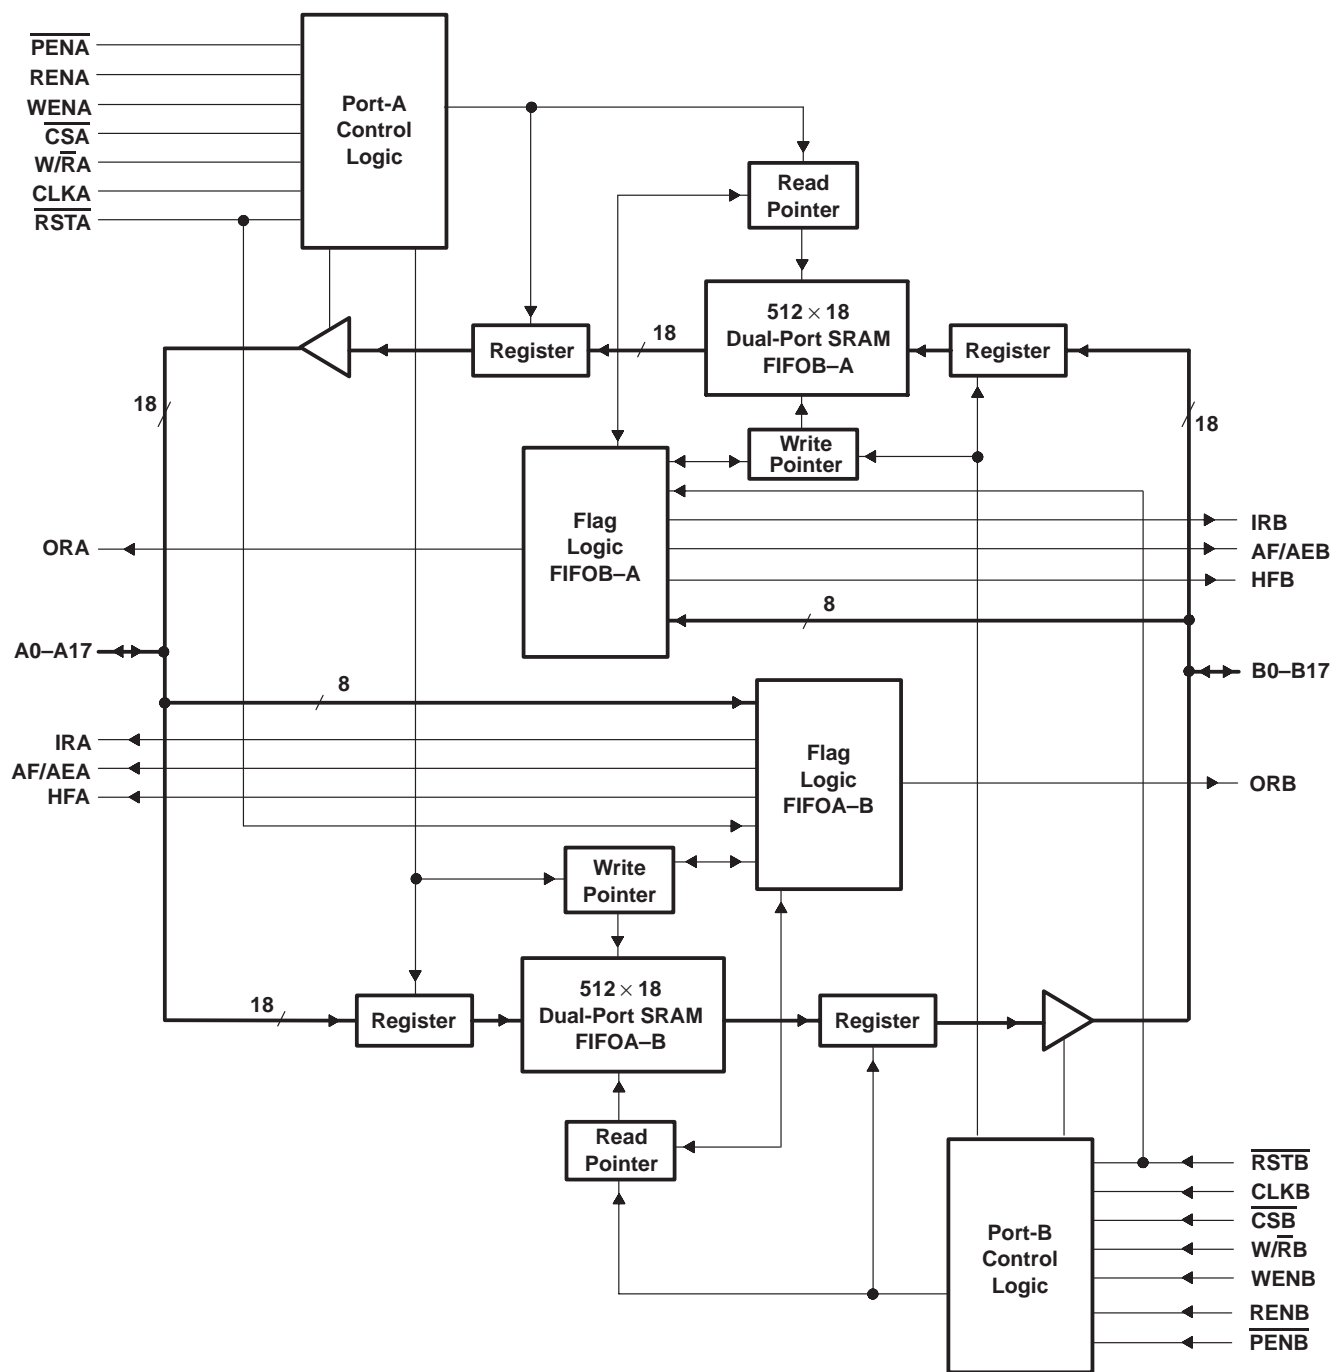 PENA
RENA
WENA
CSA
W/RA
CLKA
RSTA
Port-A
Control
Logic
Read
Pointer
512 × 18
Dual-Port SRAM
FIFOB–A
Register
18
Register
18
18
Write
Pointer
Flag
Logic
FIFOB–A
ORA
IRB
AF/AEB
HFB
8
A0–A17
B0–B17
8
IRA
AF/AEA
HFA
Flag
Logic
FIFOA–B
ORB
Write
Pointer
18
Register
512 × 18
Dual-Port SRAM
FIFOA–B
Register
Read
Pointer
Port-B
Control
Logic
RSTB
CLKB
CSB
W/RB
WENB
RENB
PENB